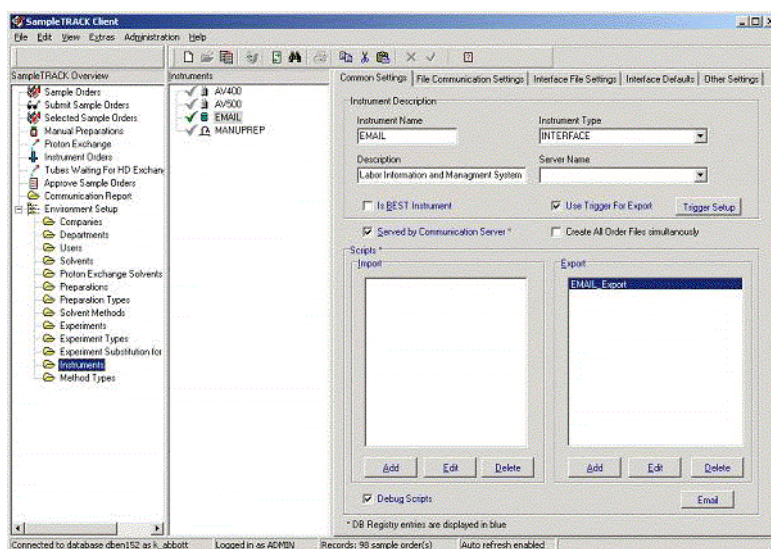 SampleTRACK Client
File Edit View Extras Administration Help
SampleTRACK Overview
Sample Orders
Submit Sample Orders
Selected Sample Orders
Manual Preparations
Proton Exchange
Instrument Orders
Tubes Waiting For HD Exchan
Approve Sample Orders
Communication Report
Environment Setup
Companies
Departments
Users
Solvents
Proton Exchange Solvents
Preparations
Preparation Types
Solvent Methods
Experiments
Experiment Types
Experiment Substitution for
Instruments
Method Types
Instruments
AV400
AV500
EMAIL
MANUPREP
Common Settings File Communication Settings Interface File Settings Interface Defaults Other Settings
Instrument Description
Instrument Name Instrument Type
EMAIL INTERFACE
Description Server Name
Labor Information and Managment System
Is BEST Instrument Use Trigger For Export Trigger Setup
Served by Communication Server * Create All Order Files simultanously
Scripts *
Import Export
EMAIL_Export
Add Edit Delete Add Edit Delete
Debug Scripts Email
* DB Registry entries are displayed in blue
Connected to database dben152 as k_abbott Logged in as ADMIN Records: 98 sample order(s) Auto refresh enabled